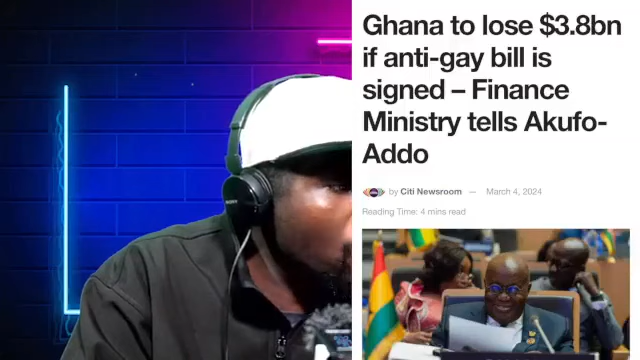 Ghana to lose $3.8bn
if anti-gay bill is
signed – Finance
Ministry tells Akufo-
Addo
by Citi Newsroom — March 4, 2024
Reading Time: 4 mins read
SONY